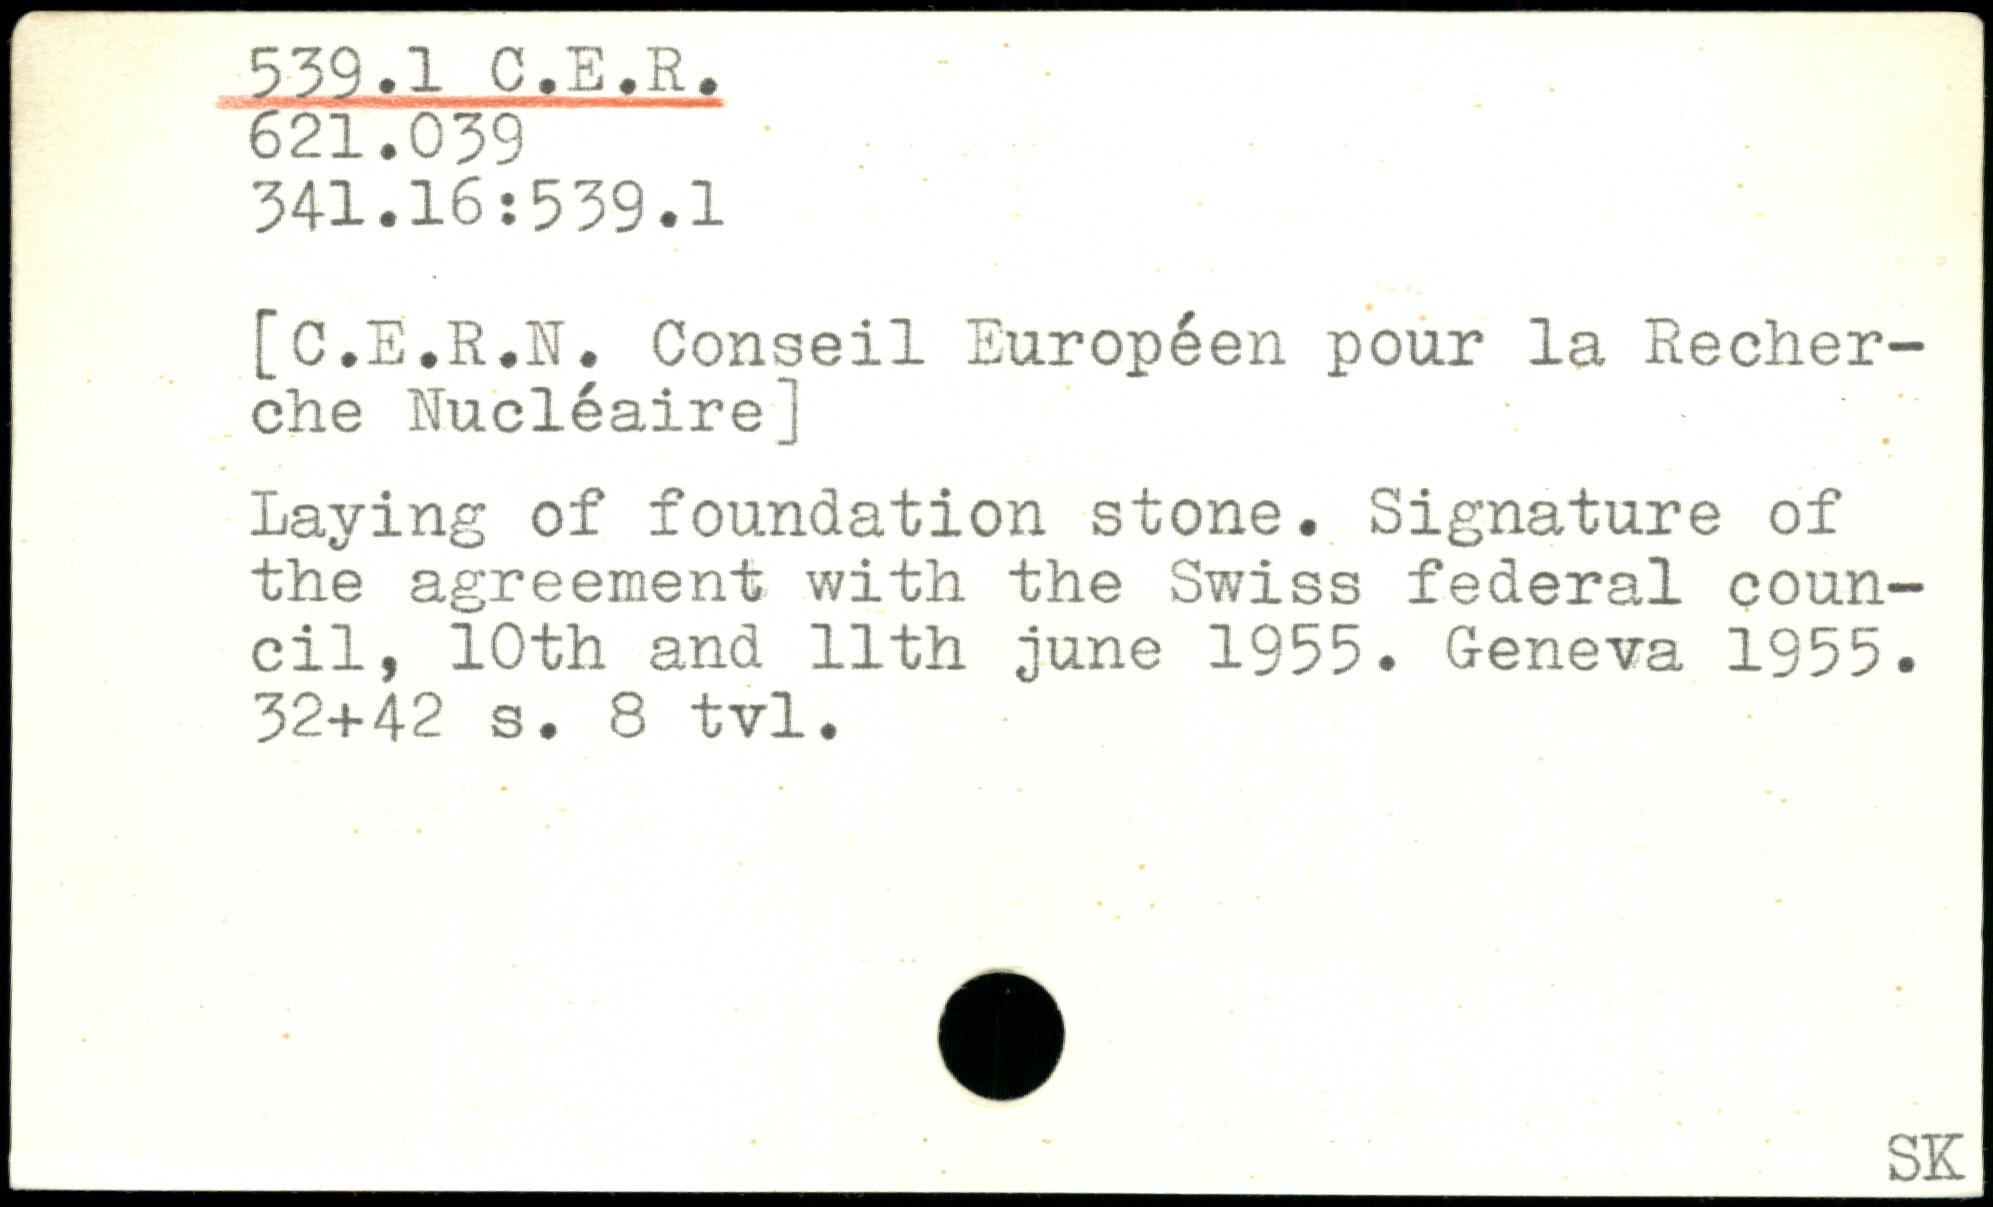 539.1 C.E.R.
621.039
341.16:539.1
[C.E.R.N. Conseil Européen pour la Recher-
che Nucléaire]
Laying of foundation stone. Signature of
the agreement with the Swiss federal coun-
cil, 10th and 11th june 1955. Geneva 1955.
32+42 s. 8 tvl.
SK